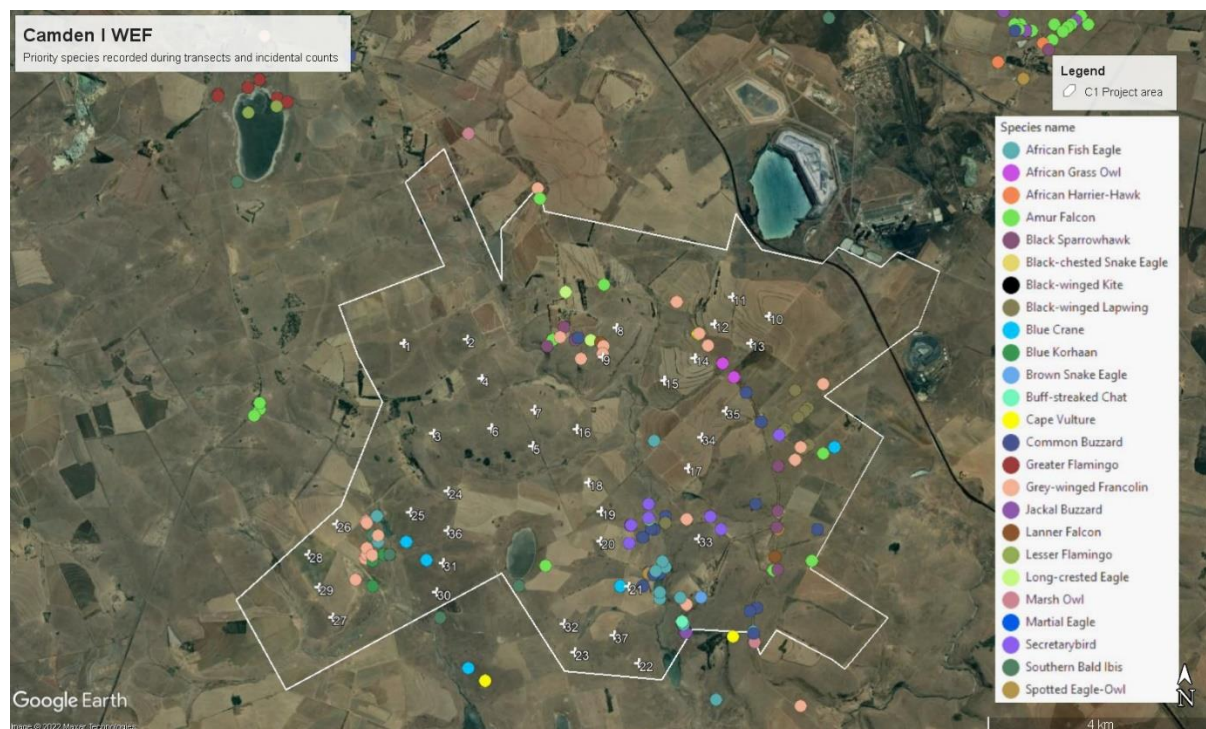 Camden I WEF
Priority species recorded during transects and incidental counts
Legend
C1 Project area
Species name
African Fish Eagle
African Grass Owl
African Harrier-Hawk
Amur Falcon
Black Sparrowhawk
Black-chested Snake Eagle
Black-winged Kite
Black-winged Lapwing
Blue Crane
Blue Korhaan
Brown Snake Eagle
Buff-streaked Chat
Cape Vulture
Common Buzzard
Greater Flamingo
Grey-winged Francolin
Jackal Buzzard
Lanner Falcon
Lesser Flamingo
Long-crested Eagle
Marsh Owl
Martial Eagle
Secretarybird
Southern Bald Ibis
Spotted Eagle-Owl
11
10
8
12
1
2
13
9
14
4
15
7
35
3
6
16
34
5
17
18
24
19
25
26
36
33
20
28
31
29
21
30
27
32
37
23
22
Google Earth
Image © 2022 Maxar Technologies
N
4 km